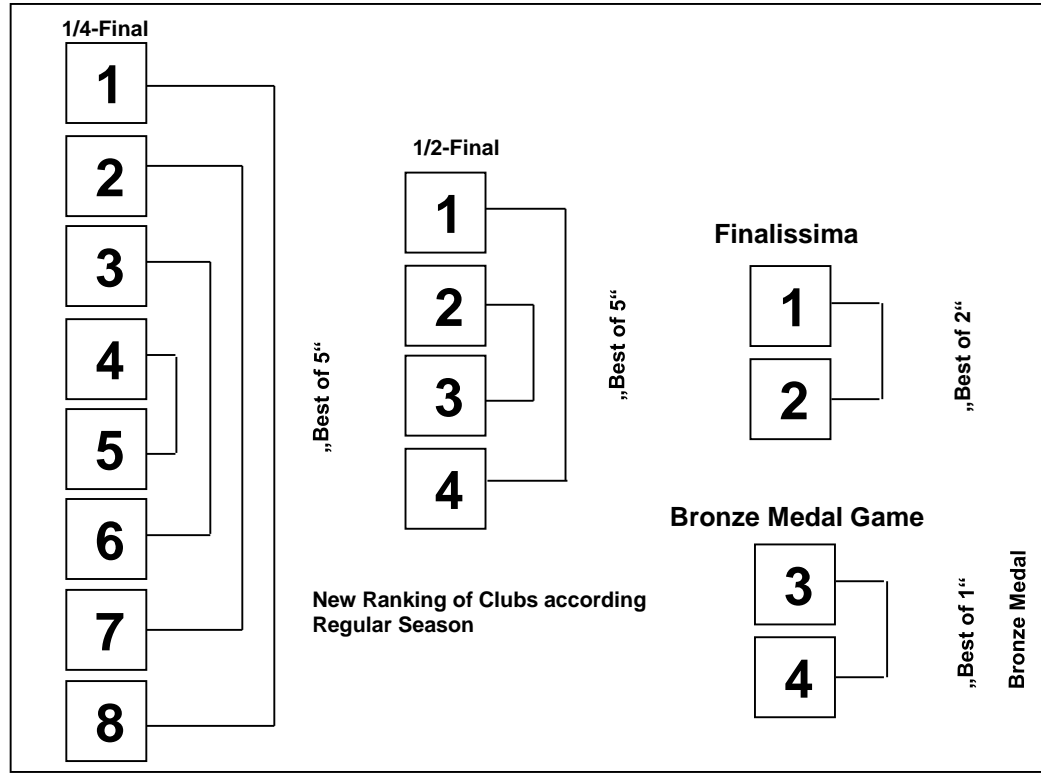 1/4-Final
1
2
3
4
5
6
7
8
„Best of 5“
1/2-Final
1
2
3
4
„Best of 5“
New Ranking of Clubs according
Regular Season
Finalissima
1
2
„Best of 2“
Bronze Medal Game
3
4
„Best of 1“
Bronze Medal